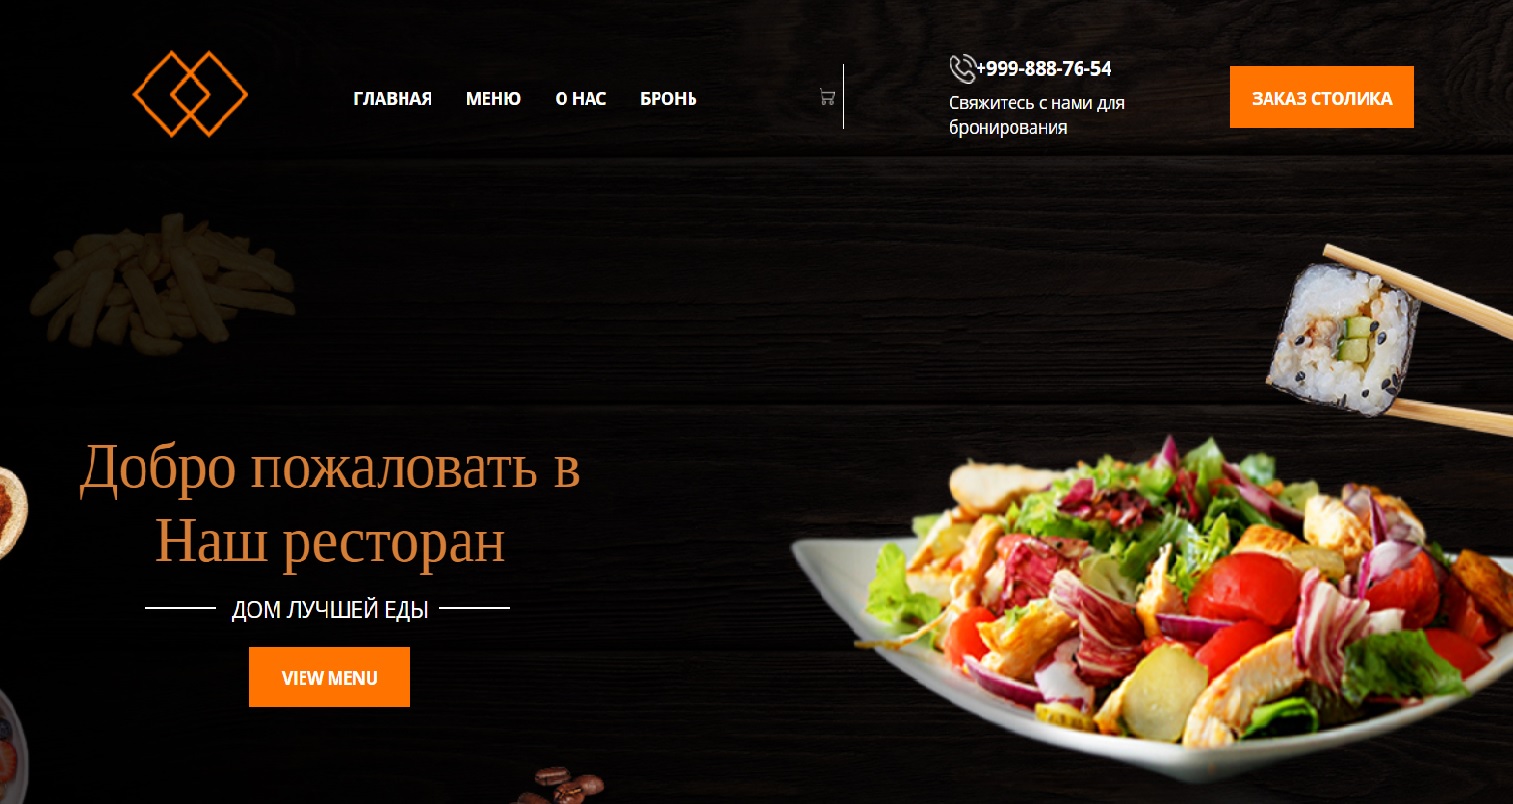 ГЛАВНАЯ МЕНЮ О НАС БРОНЬ
+999-888-76-54
Свяжитесь с нами для
бронирования
ЗАКАЗ СТОЛИКА
Добро пожаловать в
Наш ресторан
ДОМ ЛУЧШЕЙ ЕДЫ
VIEW MENU